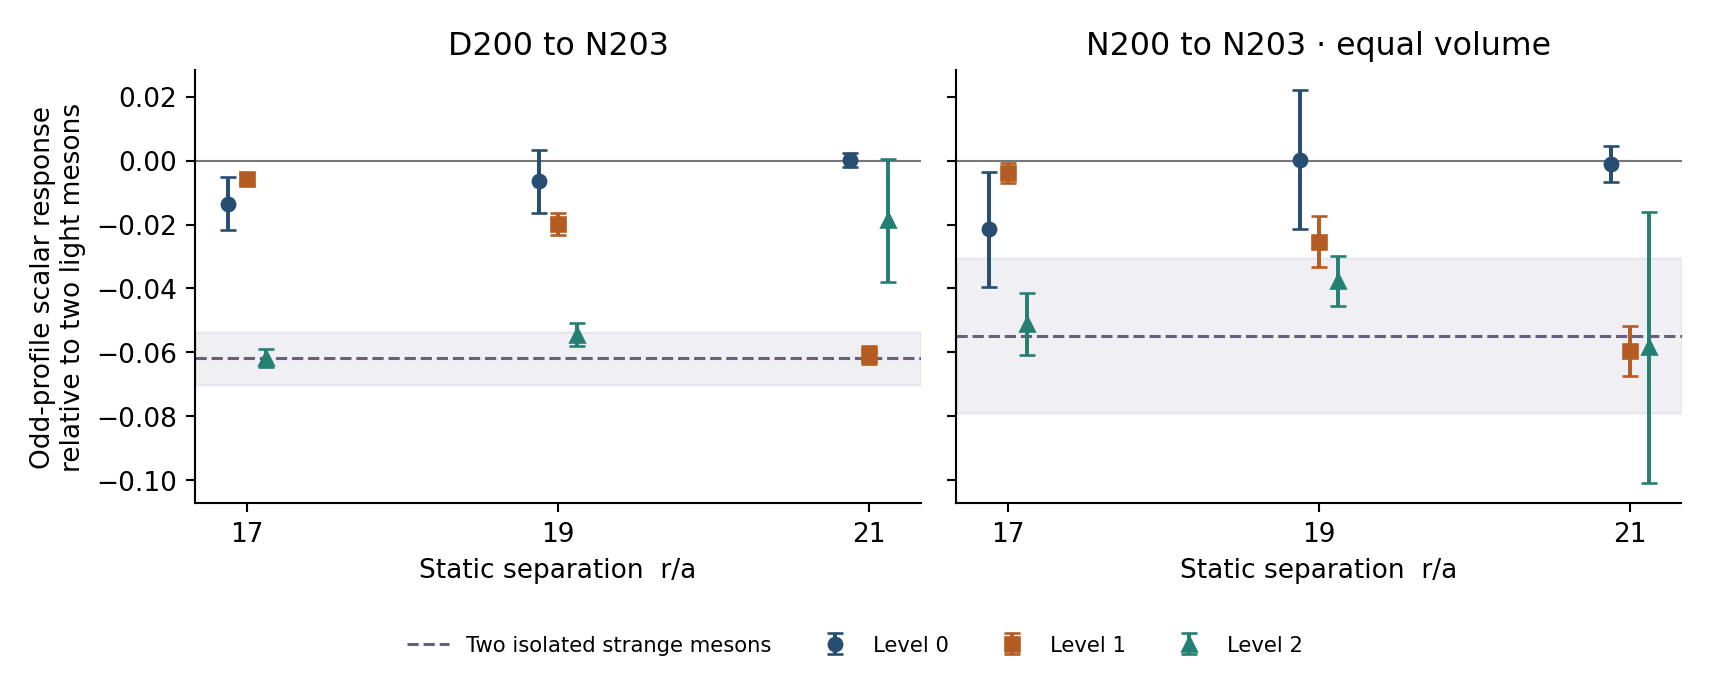 D200 to N203
N200 to N203 · equal volume
Odd-profile scalar response
relative to two light mesons
0.02
0.00
−0.02
−0.04
−0.06
−0.08
−0.10
17
19
21
17
19
21
Static separation r/a
Static separation r/a
Two isolated strange mesons
Level 0
Level 1
Level 2